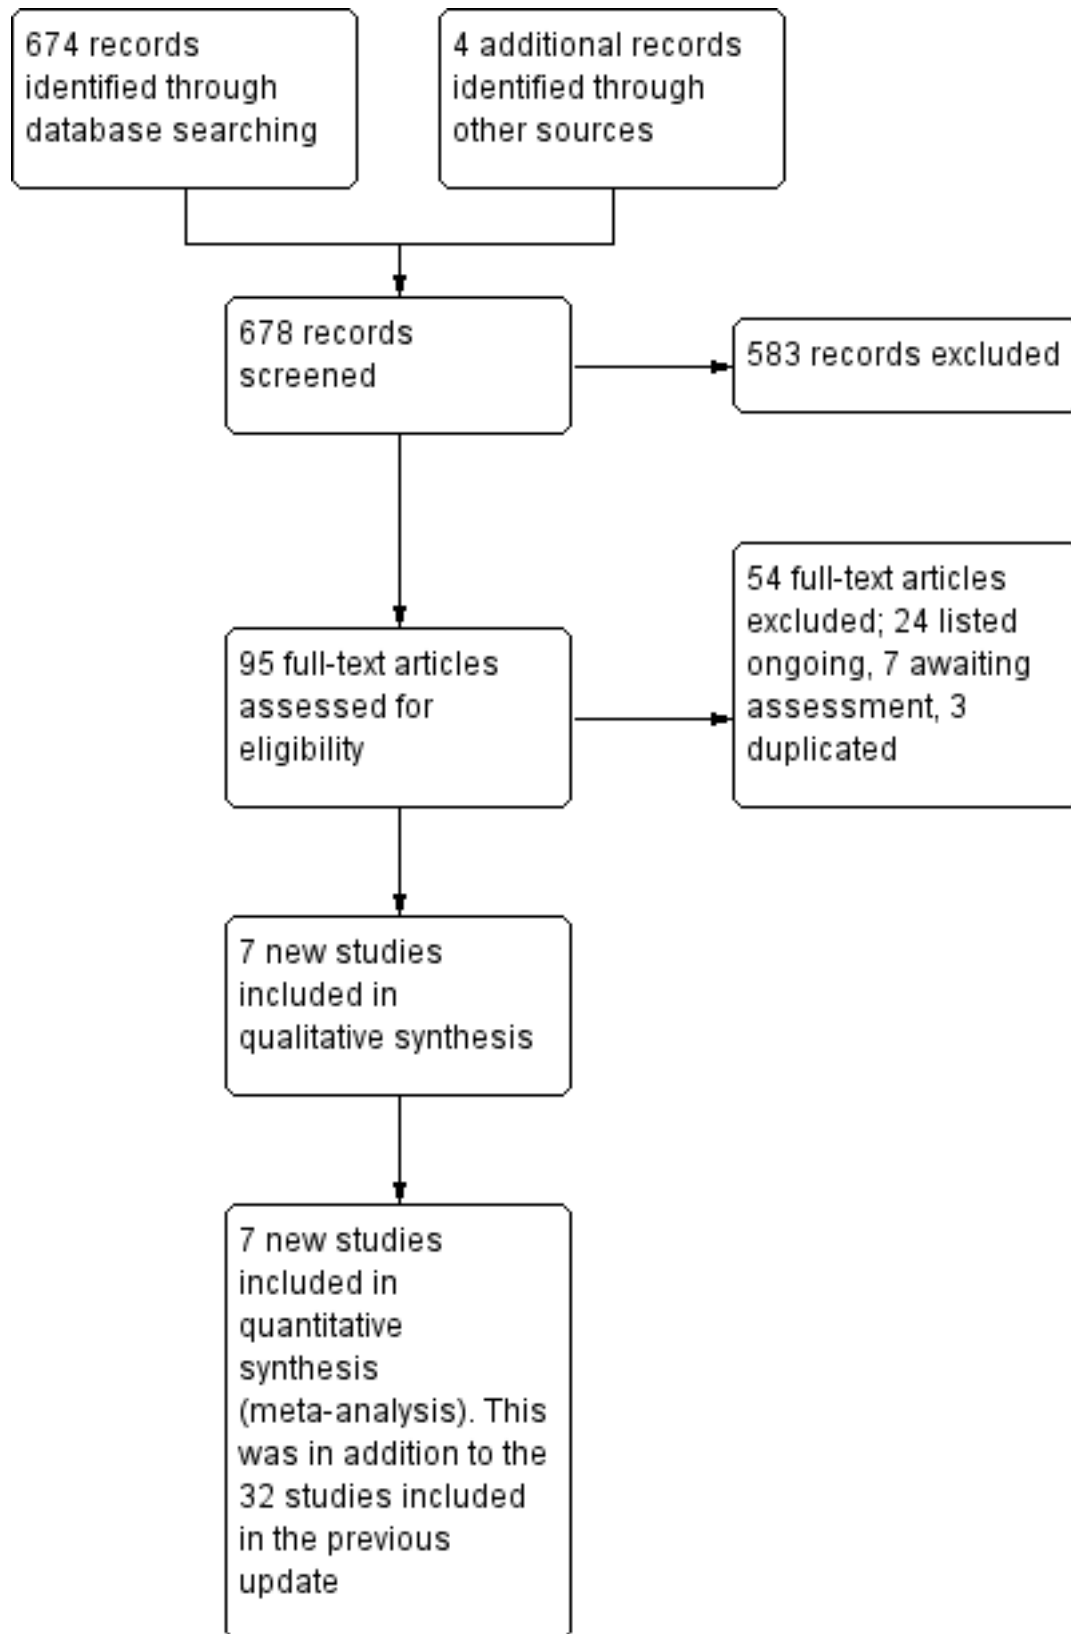 674 records
identified through
database searching
4 additional records
identified through
other sources
678 records
screened
583 records excluded
95 full-text articles
assessed for
eligibility
54 full-text articles
excluded; 24 listed
ongoing, 7 awaiting
assessment, 3
duplicated
7 new studies
included in
qualitative synthesis
7 new studies
included in
quantitative
synthesis
(meta-analysis). This
was in addition to the
32 studies included
in the previous
update